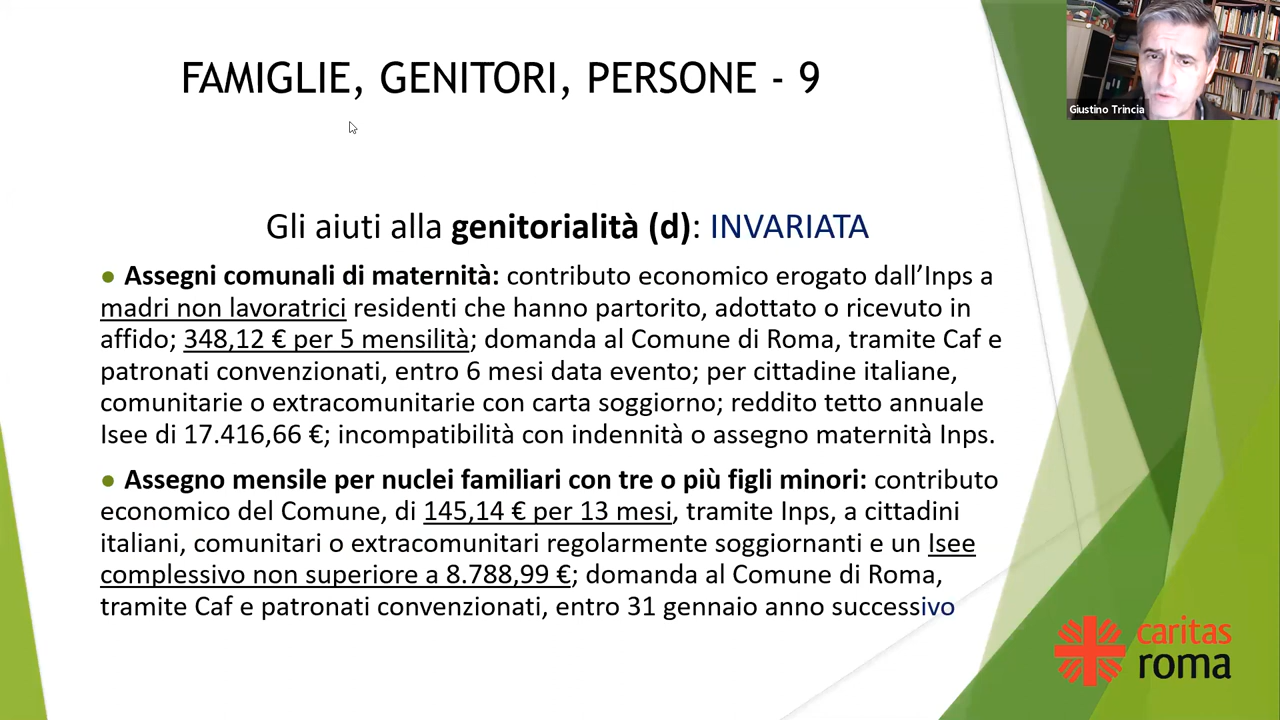 FAMIGLIE, GENITORI, PERSONE - 9
Giustino Trincia
Gli aiuti alla genitorialità (d): INVARIATA
● Assegni comunali di maternità: contributo economico erogato dall’Inps a
madri non lavoratrici residenti che hanno partorito, adottato o ricevuto in
affido; 348,12 € per 5 mensilità; domanda al Comune di Roma, tramite Caf e
patronati convenzionati, entro 6 mesi data evento; per cittadine italiane,
comunitarie o extracomunitarie con carta soggiorno; reddito tetto annuale
Isee di 17.416,66 €; incompatibilità con indennità o assegno maternità Inps.
● Assegno mensile per nuclei familiari con tre o più figli minori: contributo
economico del Comune, di 145,14 € per 13 mesi, tramite Inps, a cittadini
italiani, comunitari o extracomunitari regolarmente soggiornanti e un Isee
complessivo non superiore a 8.788,99 €; domanda al Comune di Roma,
tramite Caf e patronati convenzionati, entro 31 gennaio anno successivo
caritas
roma